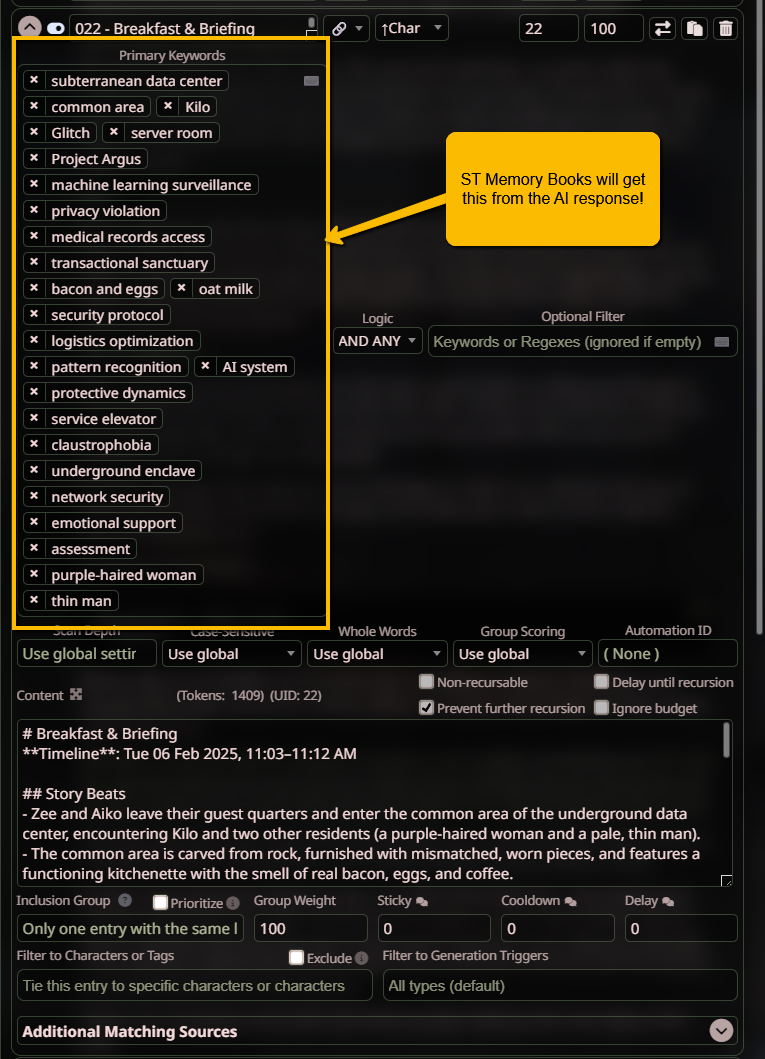 022 - Breakfast & Briefing
↑Char
22
100
Primary Keywords
× subterranean data center
× common area × Kilo
× Glitch × server room
× Project Argus
× machine learning surveillance
× privacy violation
× medical records access
× transactional sanctuary
× bacon and eggs × oat milk
× security protocol
× logistics optimization
× pattern recognition × AI system
× protective dynamics
× service elevator
× claustrophobia
× underground enclave
× network security
× emotional support
× assessment
× purple-haired woman
× thin man
ST Memory Books will get
this from the AI response!
Logic
Optional Filter
AND ANY
Keywords or Regexes (ignored if empty)
Scan Depth
Case-Sensitive
Whole Words
Group Scoring
Automation ID
Use global settir
Use global
Use global
Use global
( None )
Content
(Tokens: 1409) (UID: 22)
Non-recursable
Delay until recursion
Prevent further recursion
Ignore budget
# Breakfast & Briefing
**Timeline**: Tue 06 Feb 2025, 11:03–11:12 AM
## Story Beats
- Zee and Aiko leave their guest quarters and enter the common area of the underground data
center, encountering Kilo and two other residents (a purple-haired woman and a pale, thin man).
- The common area is carved from rock, furnished with mismatched, worn pieces, and features a
functioning kitchenette with the smell of real bacon, eggs, and coffee.
Inclusion Group
Prioritize
Group Weight
Sticky
Cooldown
Delay
Only one entry with the same l
100
0
0
0
Filter to Characters or Tags
Exclude
Filter to Generation Triggers
Tie this entry to specific characters or characters
All types (default)
Additional Matching Sources